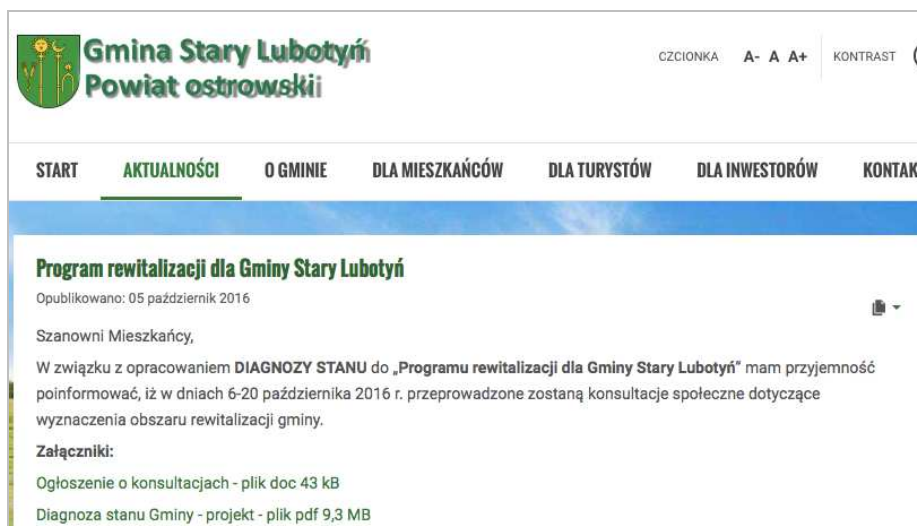 Gmina Stary Lubotyń
Powiat ostrowski
CZCIONKA A- A A+ KONTRAST
START AKTUALNOŚCI O GMINIE DLA MIESZKAŃCÓW DLA TURYSTÓW DLA INWESTORÓW KONTAK
Program rewitalizacji dla Gminy Stary Lubotyń
Opublikowano: 05 październik 2016
Szanowni Mieszkańcy,
W związku z opracowaniem DIAGNOZY STANU do „Programu rewitalizacji dla Gminy Stary Lubotyń” mam przyjemność
poinformować, iż w dniach 6-20 października 2016 r. przeprowadzone zostaną konsultacje społeczne dotyczące
wyznaczenia obszaru rewitalizacji gminy.
Załączniki:
Ogłoszenie o konsultacjach - plik doc 43 kB
Diagnoza stanu Gminy - projekt - plik pdf 9,3 MB